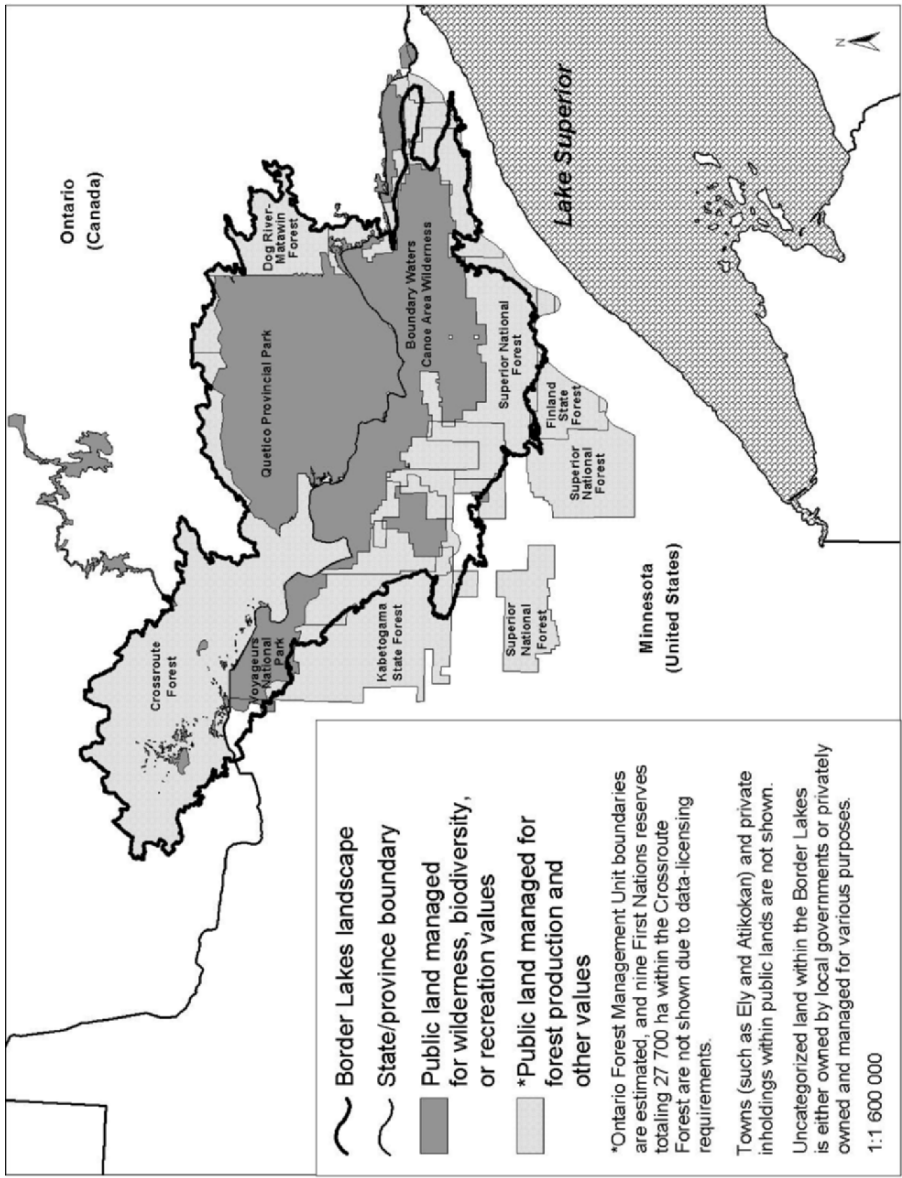 Ontario
(Canada)
Dog River-
Matawin
Forest
Quetico Provincial Park
Boundary Waters
Canoe Area Wilderness
Crossroute
Forest
Voyageurs
National
Park
Kabetogama
State Forest
Superior National
Forest
Finland
State
Forest
Superior
National
Forest
Superior
National
Forest
Minnesota
(United States)
Lake Superior
N
Border Lakes landscape
State/province boundary
Public land managed
for wilderness, biodiversity,
or recreation values
*Public land managed for
forest production and
other values
*Ontario Forest Management Unit boundaries
are estimated, and nine First Nations reserves
totaling 27 700 ha within the Crossroute
Forest are not shown due to data-licensing
requirements.
Towns (such as Ely and Atikokan) and private
inholdings within public lands are not shown.
Uncategorized land within the Border Lakes
is either owned by local governments or privately
owned and managed for various purposes.
1:1 600 000